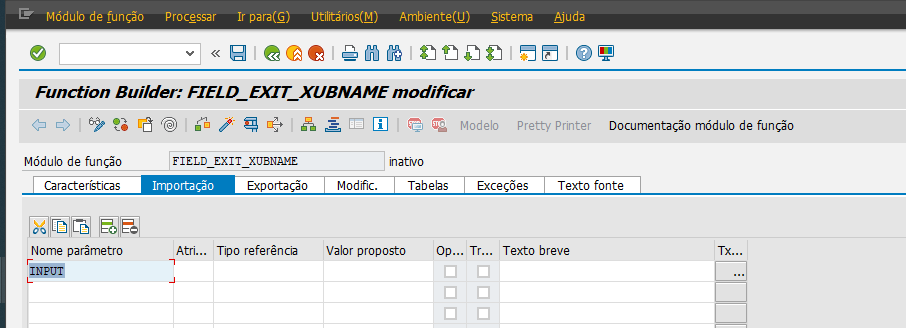 Módulo de função Processar Ir para(G) Utilitários(M) Ambiente(U) Sistema Ajuda
Function Builder: FIELD_EXIT_XUBNAME modificar
Modelo Pretty Printer Documentação módulo de função
Módulo de função FIELD_EXIT_XUBNAME inativo
Características Importação Exportação Modific. Tabelas Exceções Texto fonte
Nome parâmetro Atri... Tipo referência Valor proposto Op... Tr... Texto breve Tx...
INPUT ...